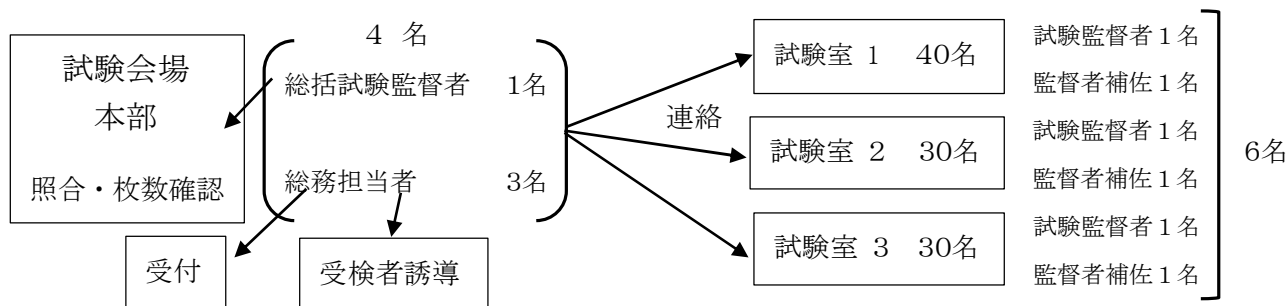 試験会場
本部
照合・枚数確認
4 名
総括試験監督者 1名
総務担当者 3名
受付
受検者誘導
連絡
試験室 1 40名
試験室 2 30名
試験室 3 30名
試験監督者1名
監督者補佐1名
試験監督者1名
監督者補佐1名
試験監督者1名
監督者補佐1名
6名